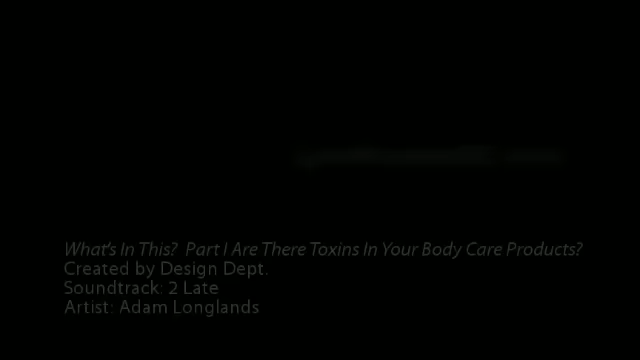 What's In This?  Part I Are There Toxins In Your Body Care Products?
Created by Design Dept.
Soundtrack: 2 Late
Artist: Adam Longlands